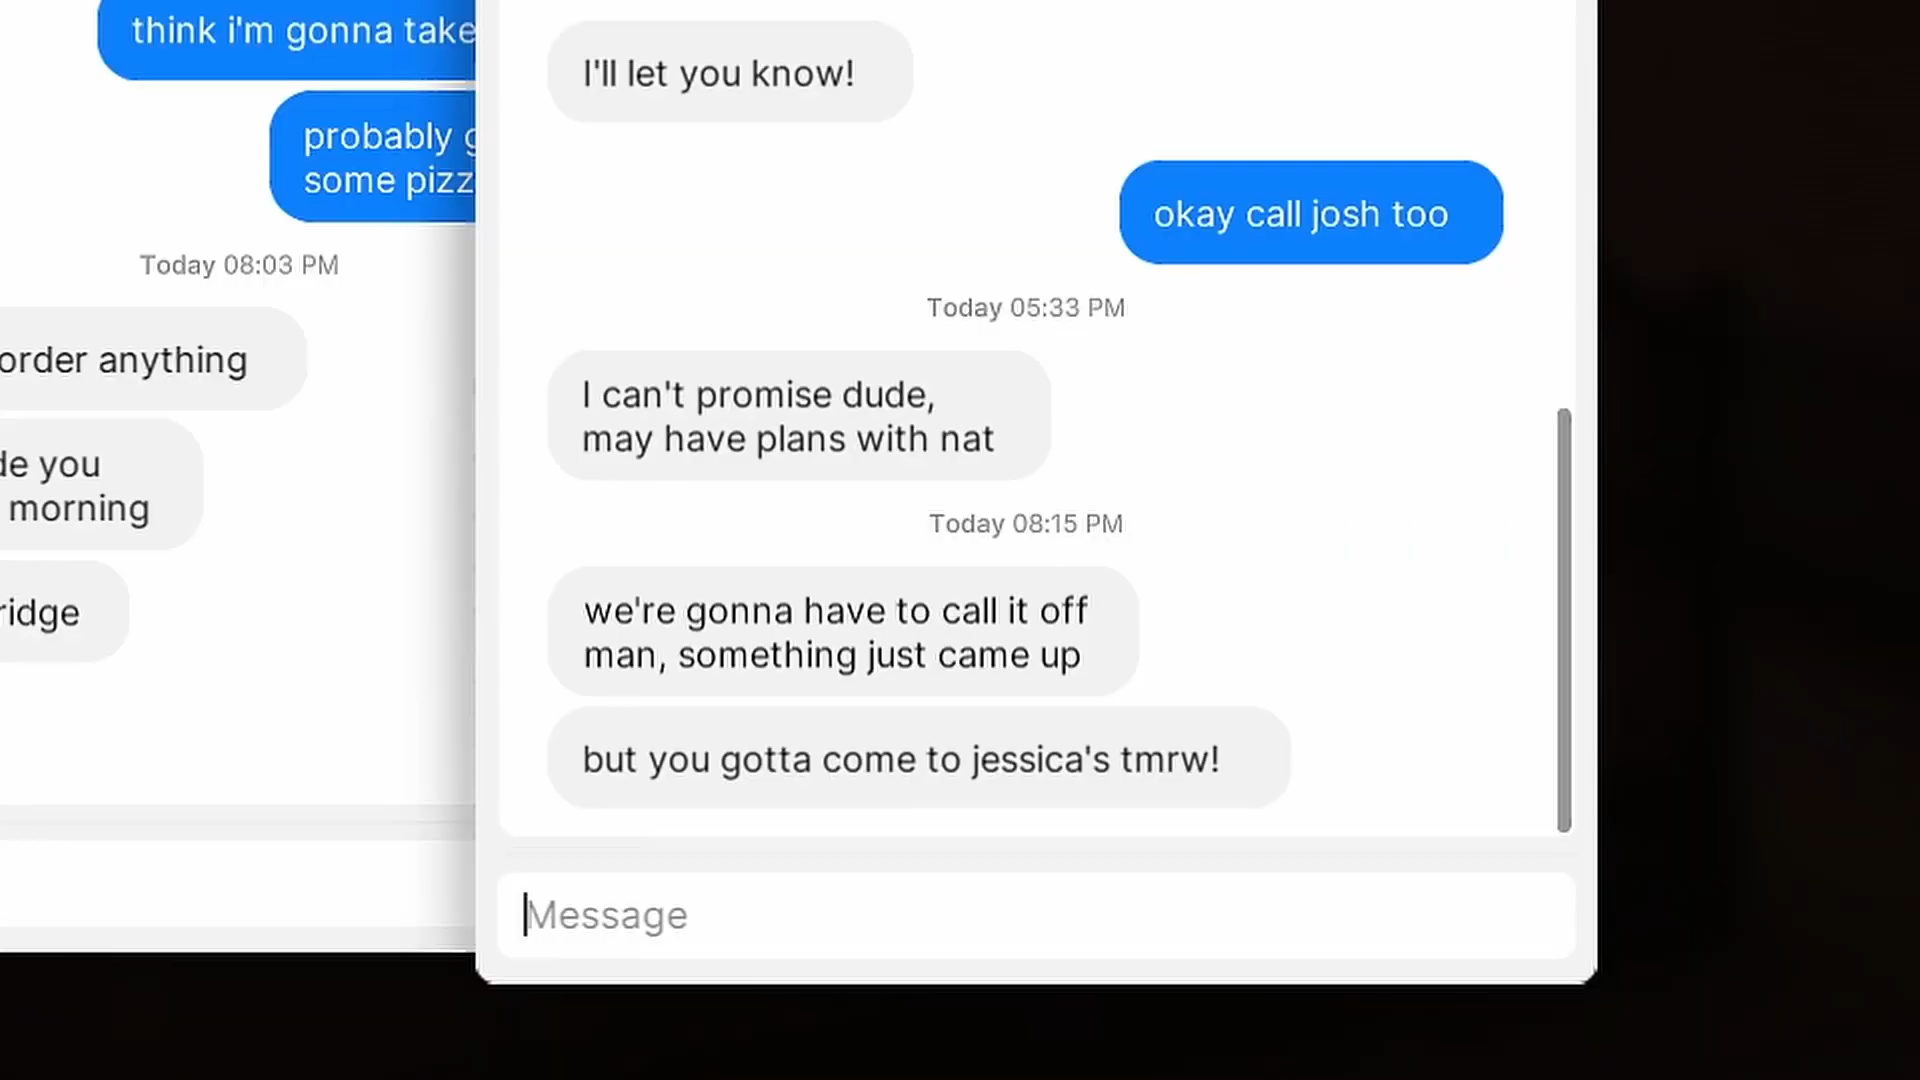 think i'm gonna take
probably
some
Today 08:03 PM
order anything
you
morning
I'll let you know!
okay call josh too
Today 05:33 PM
I can't promise dude,
may have plans with nat
Today 08:15 PM
we're gonna have to call it off
man, something just came up
but you gotta come to jessica's tmrw!
Message